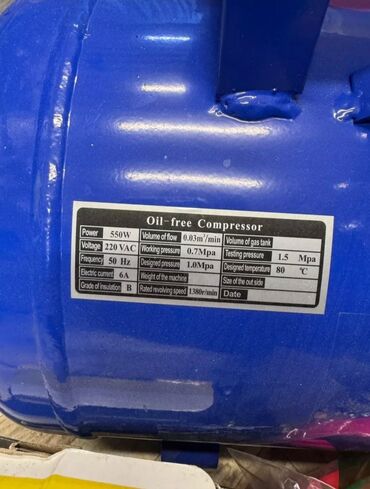 Oil-free Compressor
Power 550W Volume of flow 0.03m³/min Volume of gas tank
Voltage 220 VAC Working pressure 0.7Mpa Testing pressure 1.5 Mpa
Frequency 50 Hz Designed pressure 1.0Mpa Designed temperature 80 ℃
Electric current 6A Weight of the machine Size of the out side
Grade of insulation B Rated revolving speed 1380r/min Date